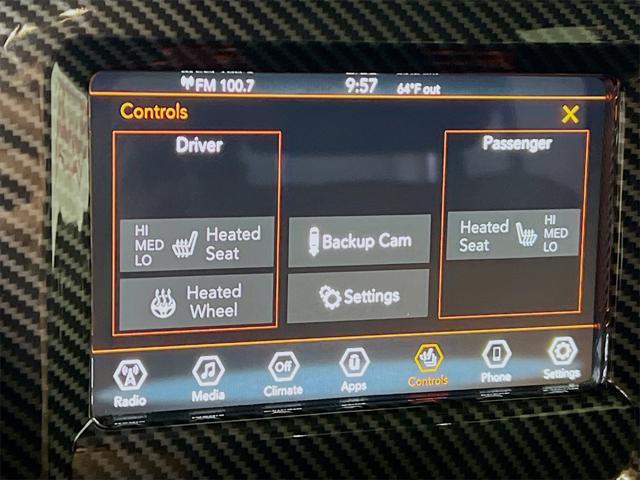 FM 100.7 9:57 64°F out
Controls X
Driver
Passenger
HI
MED
LO
Heated
Seat
Backup Cam
Heated
Seat
HI
MED
LO
Heated
Wheel
Settings
Radio
Media
Off
Climate
Apps
Controls
Phone
Settings